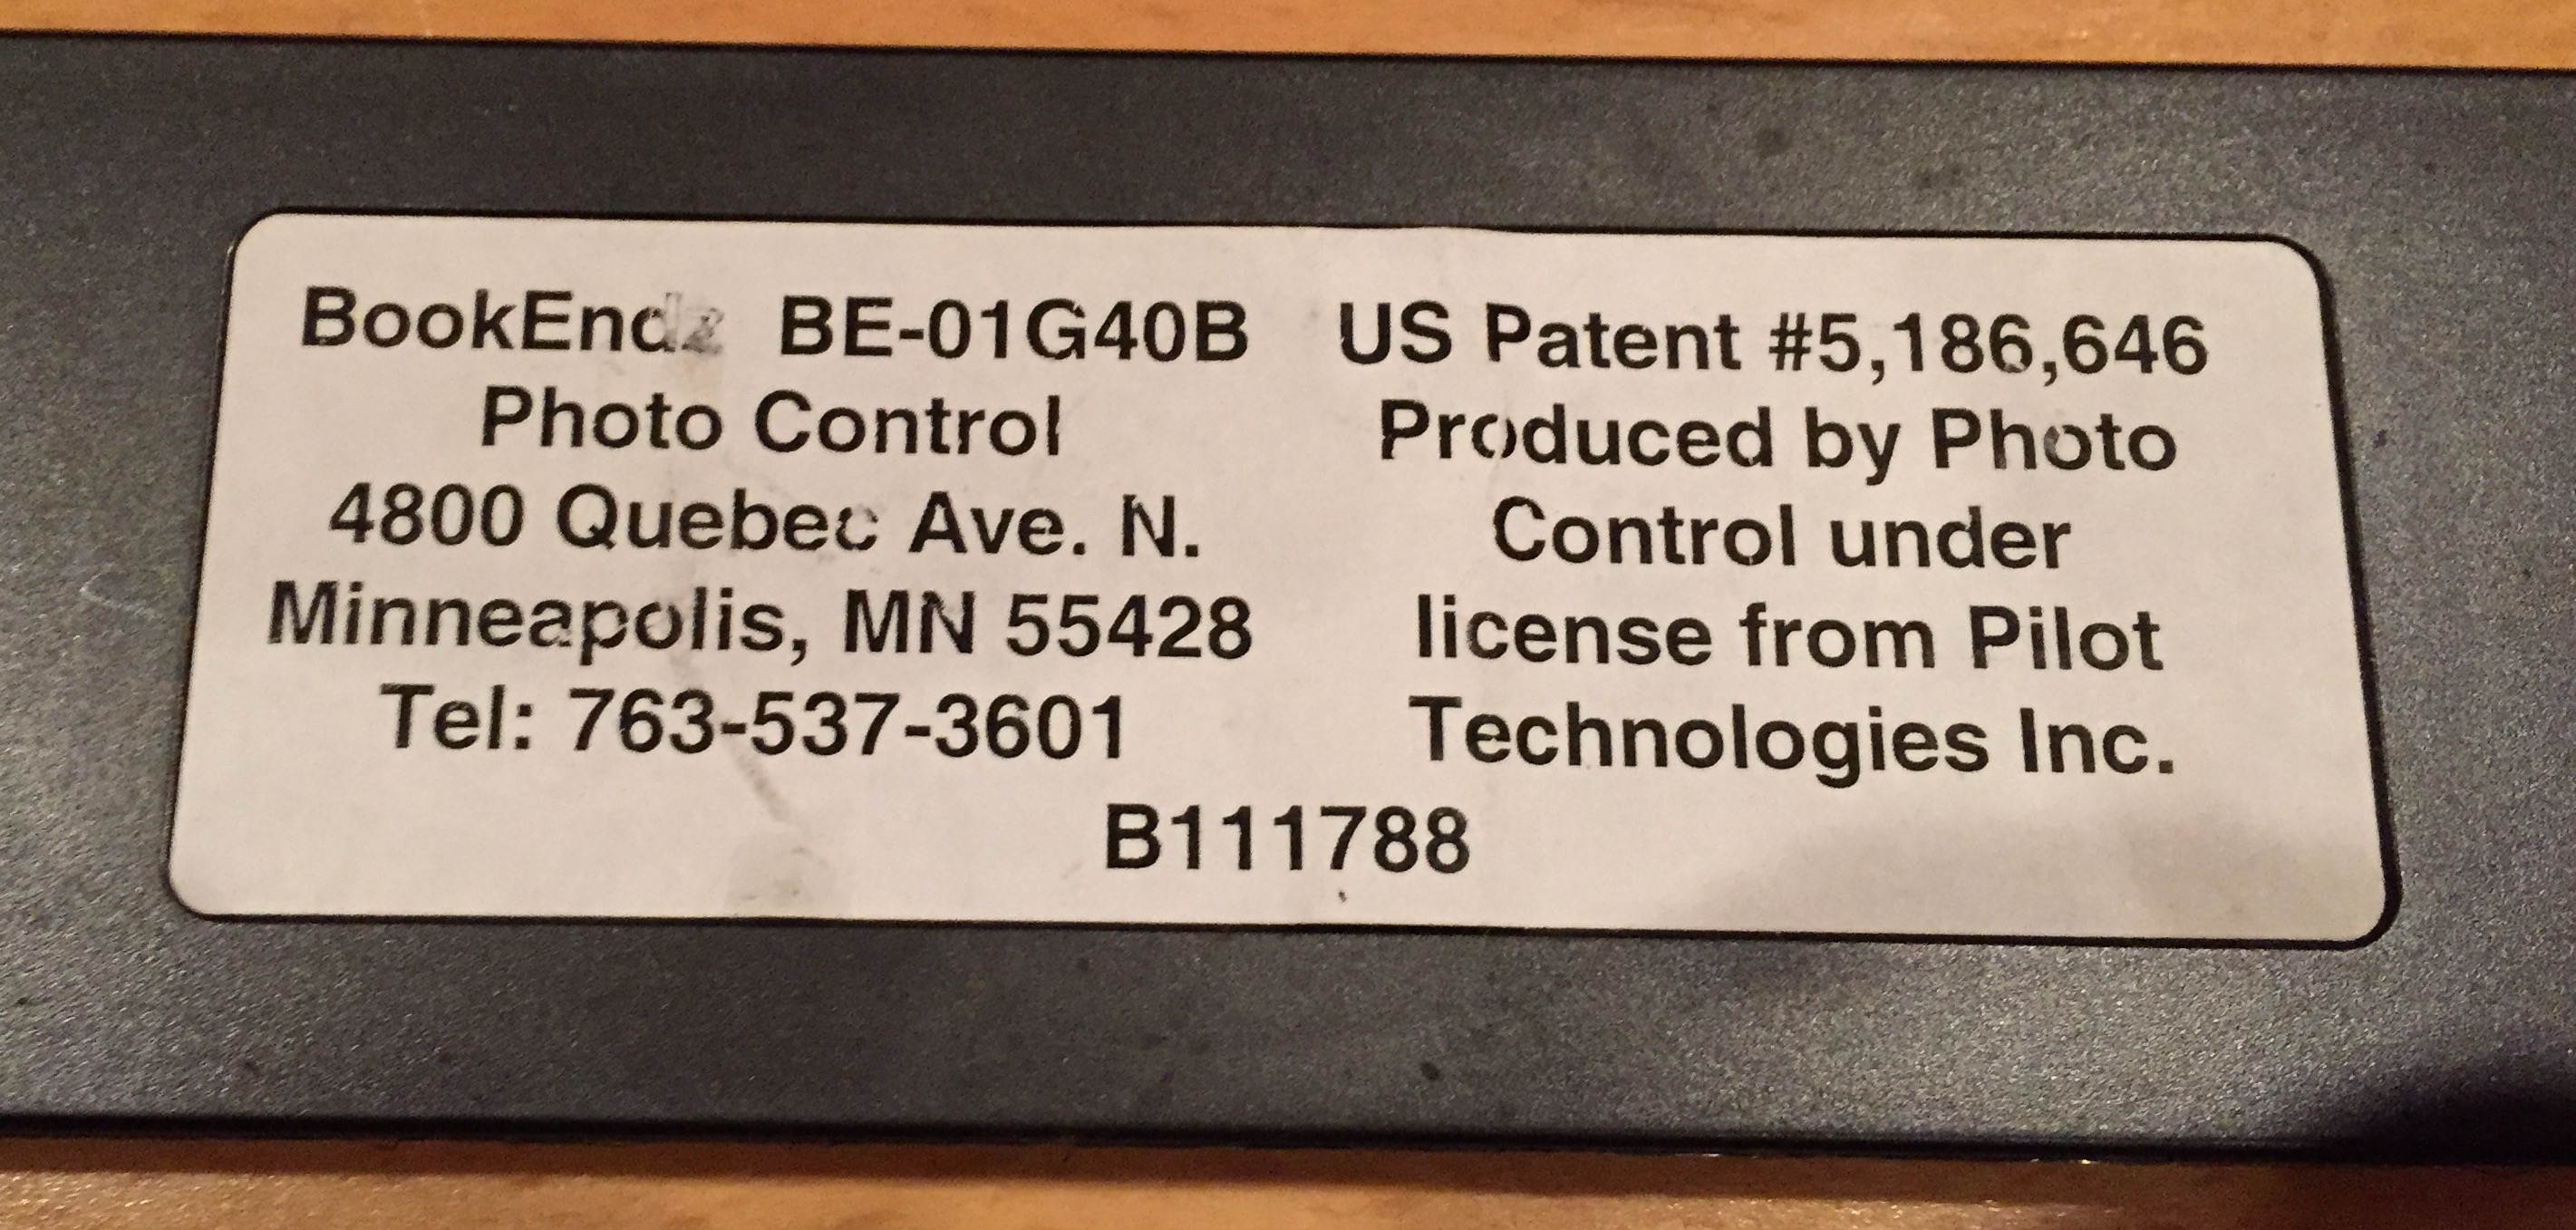 BookEndz BE-01G40B
Photo Control
4800 Quebec Ave. N.
Minneapolis, MN 55428
Tel: 763-537-3601
US Patent #5,186,646
Produced by Photo
Control under
license from Pilot
Technologies Inc.
B111788